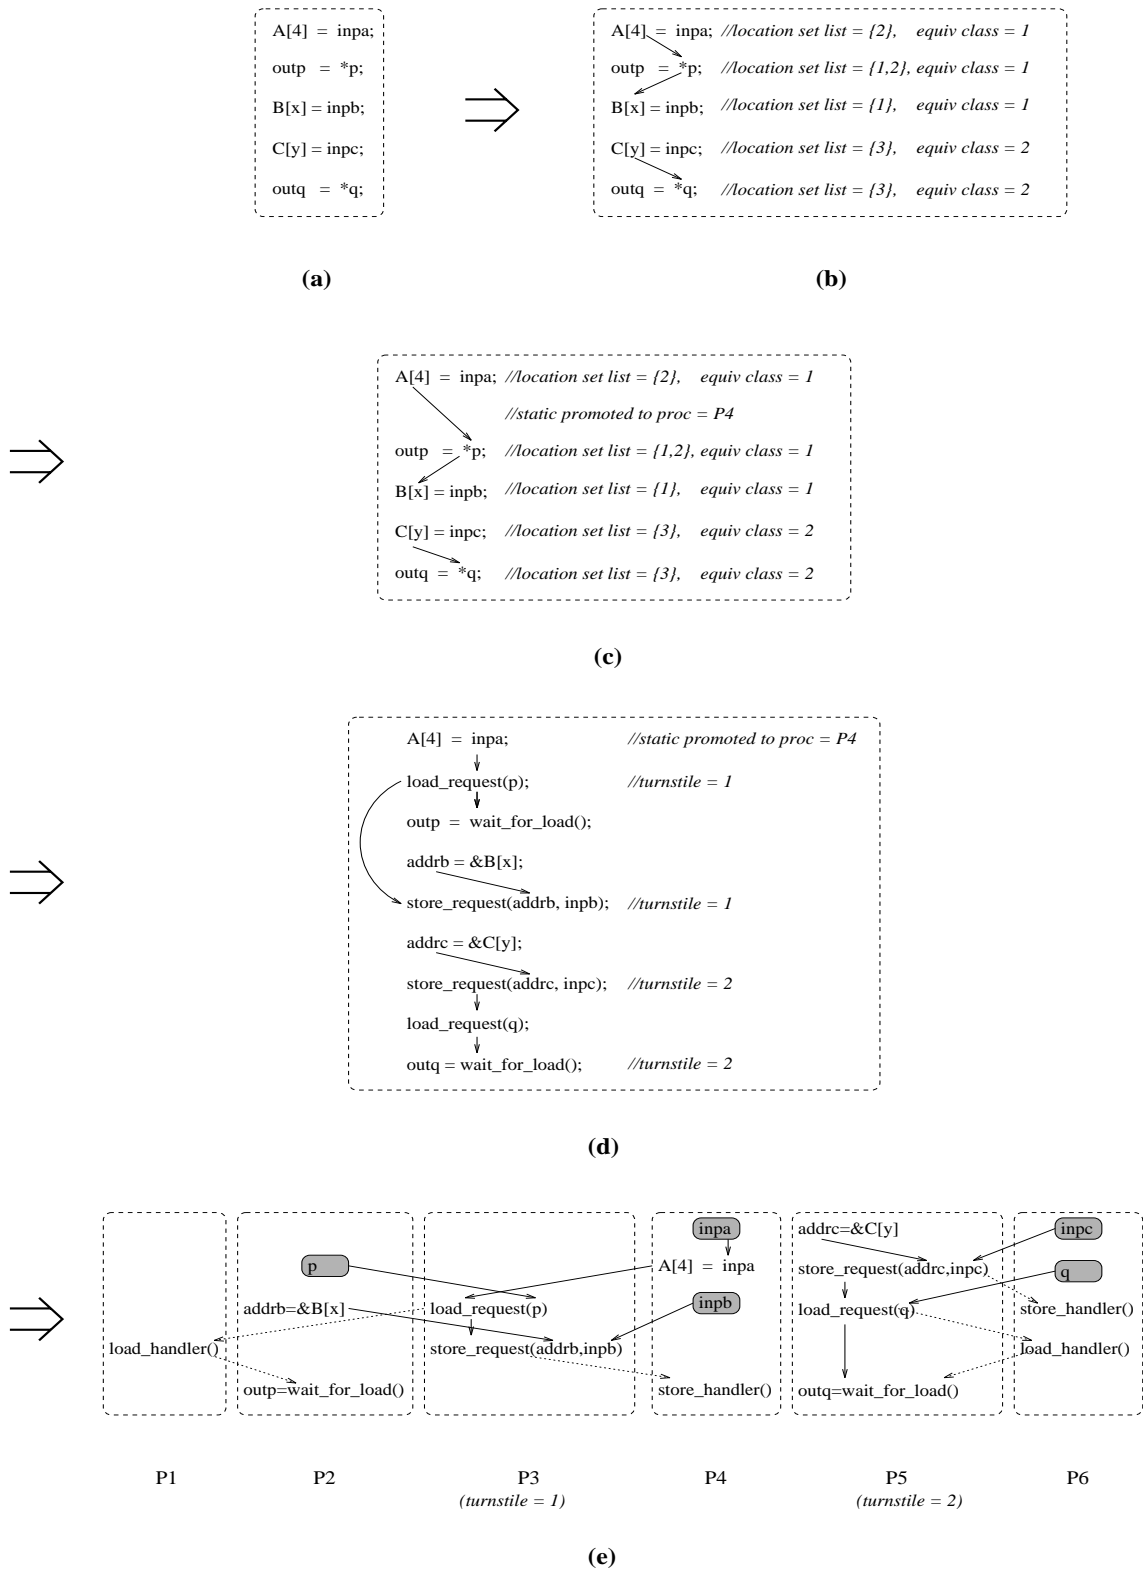 A[4] = inpa;
outp = *p;
B[x] = inpb;
C[y] = inpc;
outq = *q;
(a)
A[4] = inpa; //location set list = {2}, equiv class = 1
outp = *p; //location set list = {1,2}, equiv class = 1
B[x] = inpb; //location set list = {1}, equiv class = 1
C[y] = inpc; //location set list = {3}, equiv class = 2
outq = *q; //location set list = {3}, equiv class = 2
(b)
A[4] = inpa; //location set list = {2}, equiv class = 1
//static promoted to proc = P4
outp = *p; //location set list = {1,2}, equiv class = 1
B[x] = inpb; //location set list = {1}, equiv class = 1
C[y] = inpc; //location set list = {3}, equiv class = 2
outq = *q; //location set list = {3}, equiv class = 2
(c)
A[4] = inpa; //static promoted to proc = P4
load_request(p); //turnstile = 1
outp = wait_for_load();
addrb = &B[x];
store_request(addrb, inpb); //turnstile = 1
addrc = &C[y];
store_request(addrc, inpc); //turnstile = 2
load_request(q);
outq = wait_for_load(); //turnstile = 2
(d)
load_handler()
P1
p
addrb=&B[x]
outp=wait_for_load()
P2
load_request(p)
store_request(addrb,inpb)
P3
(turnstile = 1)
inpa
A[4] = inpa
inpb
store_handler()
P4
addrc=&C[y]
store_request(addrc,inpc)
load_request(q)
outq=wait_for_load()
P5
(turnstile = 2)
inpc
q
store_handler()
load_handler()
P6
(e)